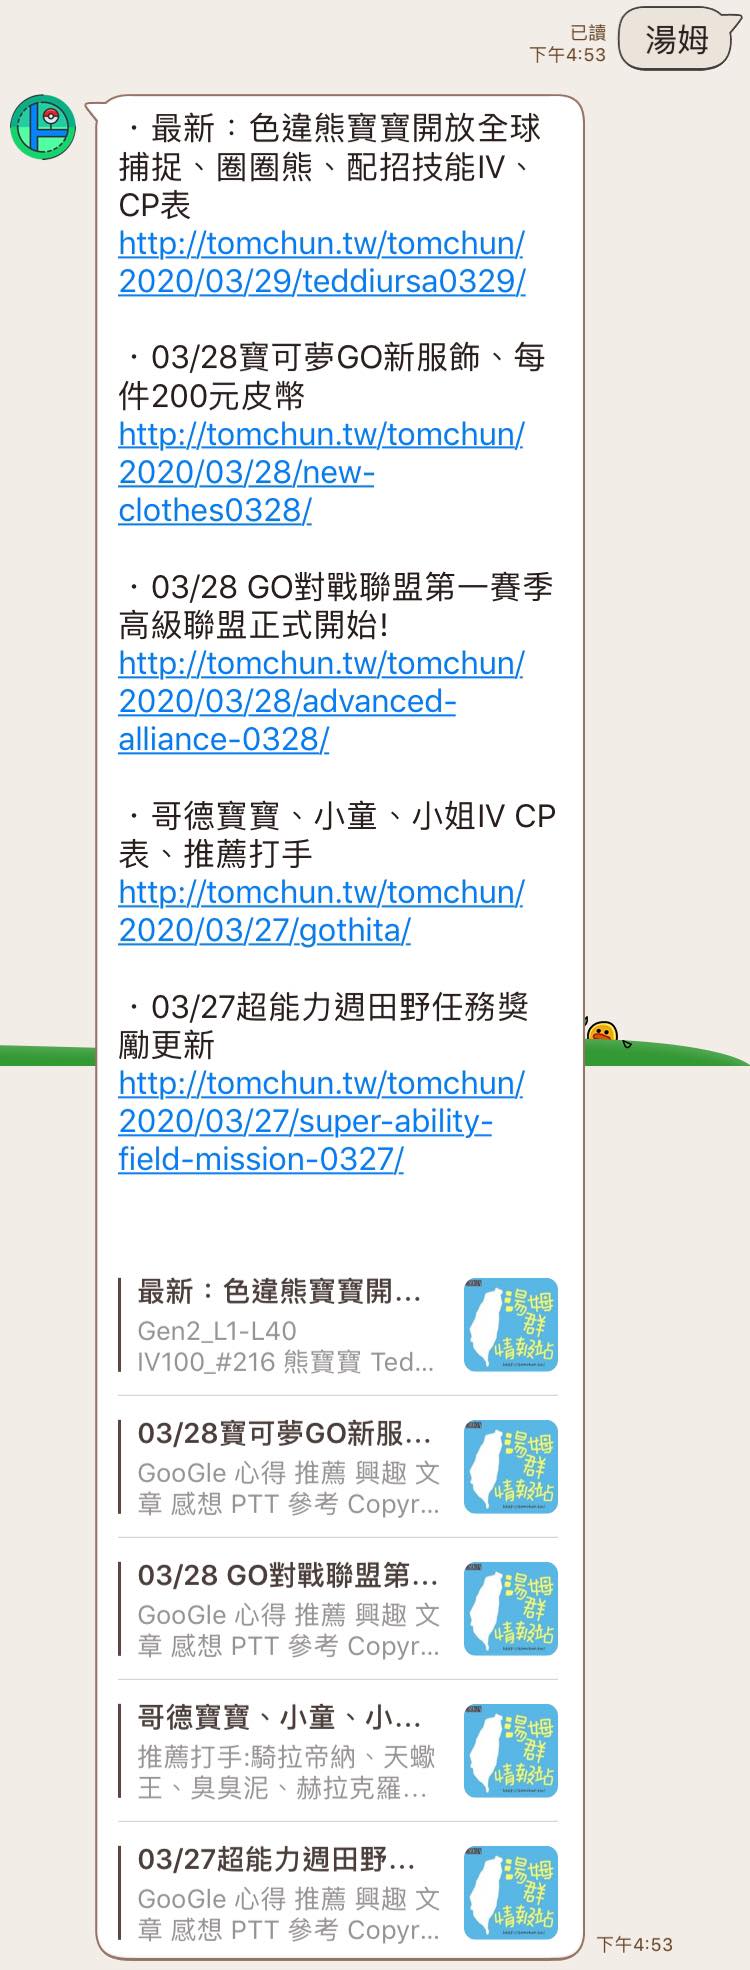 已讀
下午4:53
湯姆
・最新：色違熊寶寶開放全球
捕捉、圈圈熊、配招技能IV、
CP表
http://tomchun.tw/tomchun/
2020/03/29/teddiursa0329/
・03/28寶可夢GO新服飾、每
件200元皮幣
http://tomchun.tw/tomchun/
2020/03/28/new-
clothes0328/
・03/28 GO對戰聯盟第一賽季
高級聯盟正式開始!
http://tomchun.tw/tomchun/
2020/03/28/advanced-
alliance-0328/
・哥德寶寶、小童、小姐IV CP
表、推薦打手
http://tomchun.tw/tomchun/
2020/03/27/gothita/
・03/27超能力週田野任務獎
勵更新
http://tomchun.tw/tomchun/
2020/03/27/super-ability-
field-mission-0327/
最新：色違熊寶寶開...
Gen2_L1-L40
IV100_#216 熊寶寶 Ted...
湯姆
群
情報站
03/28寶可夢GO新服...
GooGle 心得 推薦 興趣 文
章 感想 PTT 參考 Copyr...
湯姆
群
情報站
03/28 GO對戰聯盟第...
GooGle 心得 推薦 興趣 文
章 感想 PTT 參考 Copyr...
湯姆
群
情報站
哥德寶寶、小童、小...
推薦打手:騎拉帝納、天蠍
王、臭臭泥、赫拉克羅...
湯姆
群
情報站
03/27超能力週田野...
GooGle 心得 推薦 興趣 文
章 感想 PTT 參考 Copyr...
湯姆
群
情報站
下午4:53